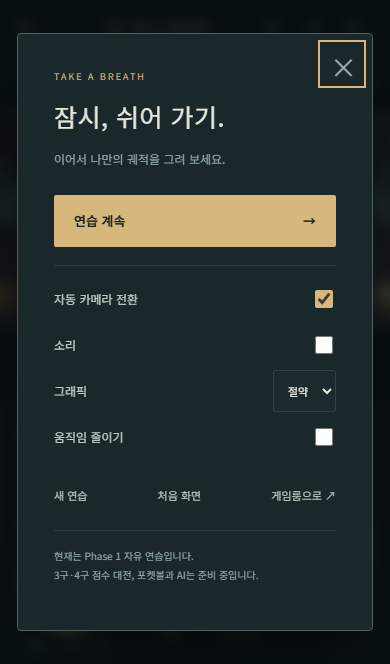 TAKE A BREATH
잠시, 쉬어 가기.
이어서 나만의 궤적을 그려 보세요.
연습 계속 →
자동 카메라 전환
소리
그래픽 절약
움직임 줄이기
새 연습 처음 화면 게임룸으로 ↗
현재는 Phase 1 자유 연습입니다.
3구·4구 점수 대전, 포켓볼과 AI는 준비 중입니다.